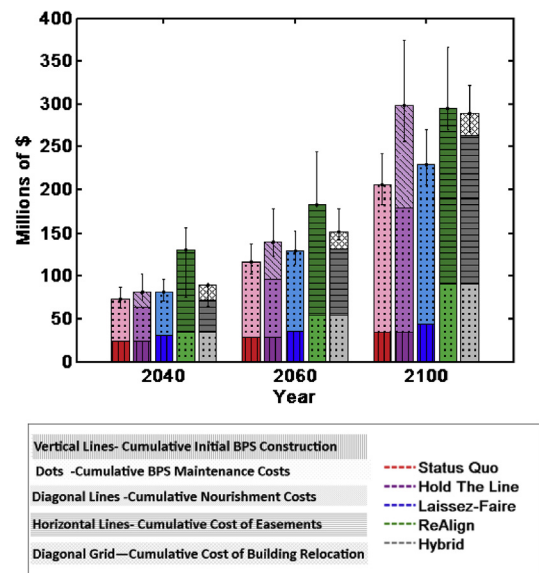 400
350
300
250
200
150
100
50
0
Millions of $
2040
2060
2100
Year
Vertical Lines- Cumulative Initial BPS Construction
Dots -Cumulative BPS Maintenance Costs
Diagonal Lines -Cumulative Nourishment Costs
Horizontal Lines- Cumulative Cost of Easements
Diagonal Grid—Cumulative Cost of Building Relocation
Status Quo
Hold The Line
Laissez-Faire
ReAlign
Hybrid